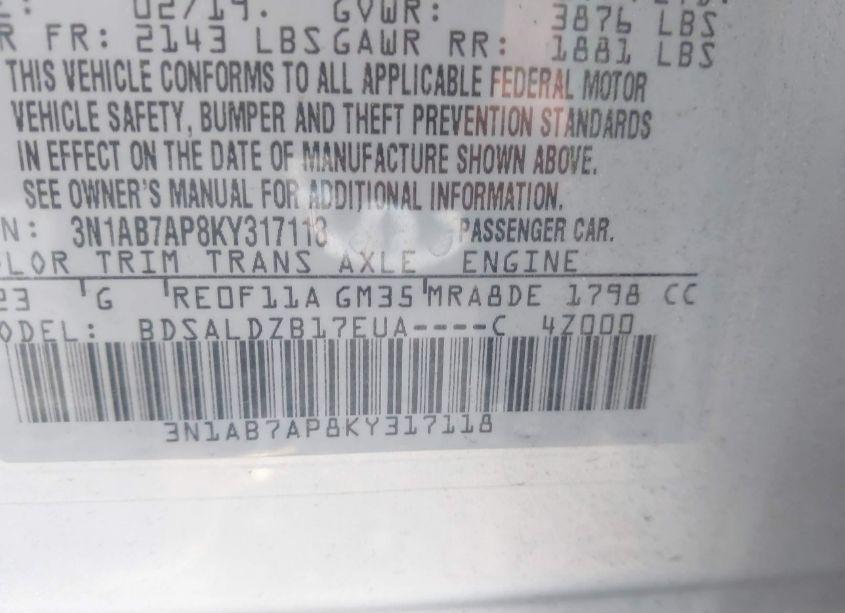 02/19. GVWR: 3876 LBS
R FR: 2143 LBS GAWR RR: 1881 LBS
THIS VEHICLE CONFORMS TO ALL APPLICABLE FEDERAL MOTOR
VEHICLE SAFETY, BUMPER AND THEFT PREVENTION STANDARDS
IN EFFECT ON THE DATE OF MANUFACTURE SHOWN ABOVE.
SEE OWNER'S MANUAL FOR ADDITIONAL INFORMATION.
N: 3N1AB7AP8KY317118 PASSENGER CAR.
LOR TRIM TRANS AXLE ENGINE
23 G RE0F11A GM35 MRA8DE 1798 CC
ODEL: BDSALDZB17EUA----C 4Z000
3N1AB7AP8KY317118